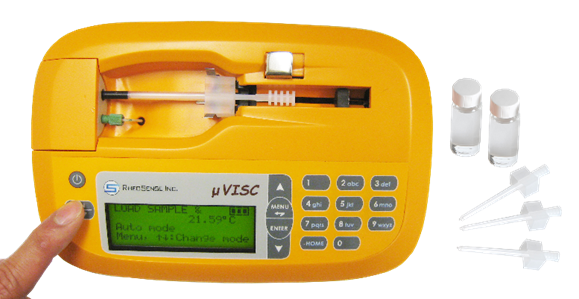 RHEOSENSE INC.
µVISC
LOAD SAMPLE &
21.59°C
Auto mode
Menu, ↑↓:Change mode
MENU
ENTER
1
2 abc
3 def
4 ghi
5 jkl
6 mno
7 pqrs
8 tuv
9 wxyz
-HOME
0